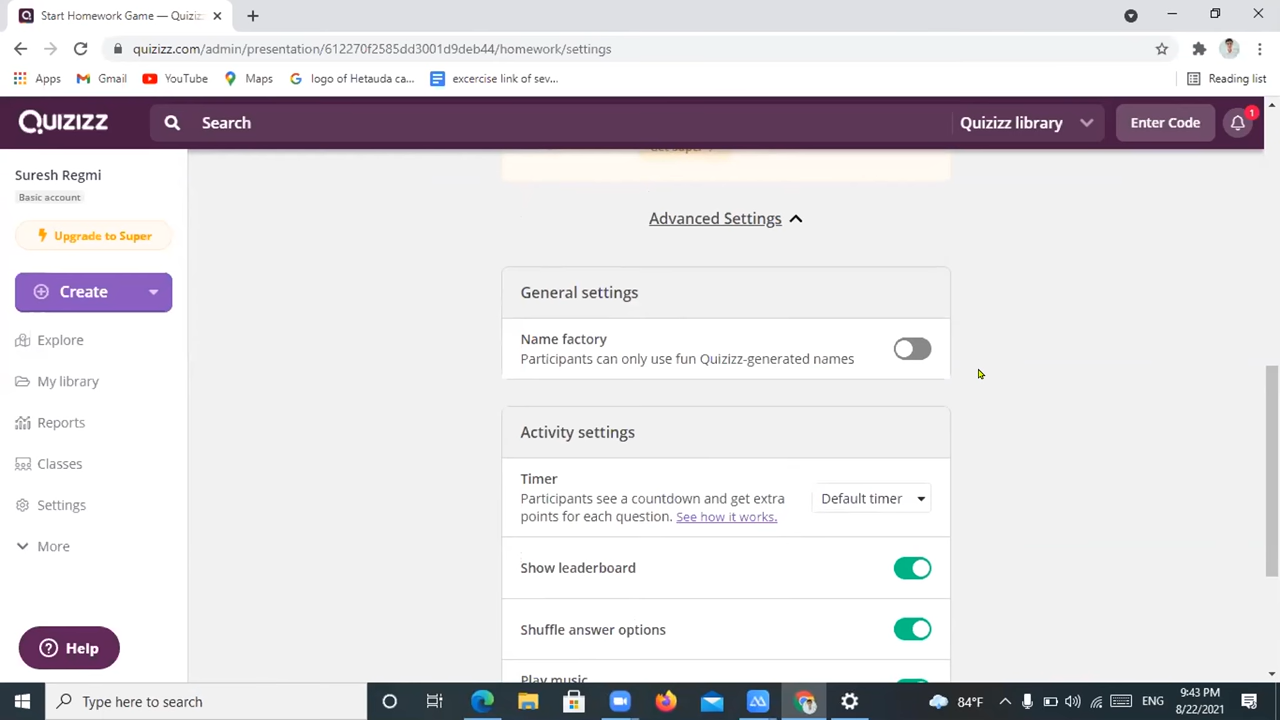 Start Homework Game — Quiziz
quizizz.com/admin/presentation/612270f2585dd3001d9deb44/homework/settings
Apps Gmail YouTube Maps logo of Hetauda ca... excercise link of sev... Reading list
QUIZIZZ Search Quizizz library Enter Code 1
Suresh Regmi
Basic account
Upgrade to Super
Create
Explore
My library
Reports
Classes
Settings
More
Help
Get Super
Advanced Settings
General settings
Name factory
Participants can only use fun Quizizz-generated names
Activity settings
Timer
Participants see a countdown and get extra
points for each question. See how it works.
Default timer
Show leaderboard
Shuffle answer options
Play music
Type here to search
84°F ENG
9:43 PM
8/22/2021